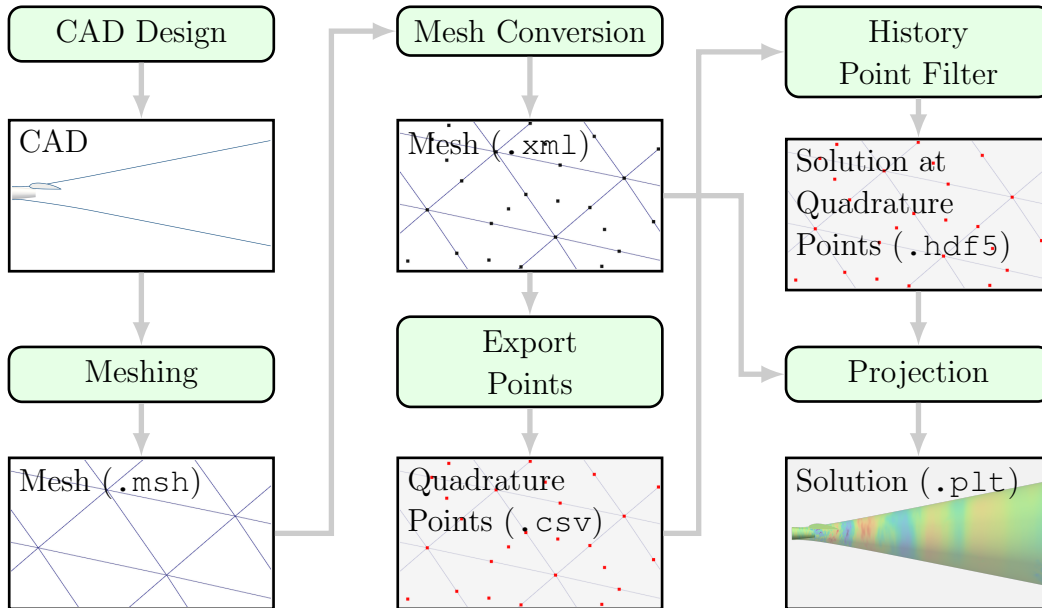 CAD Design
CAD
Meshing
Mesh (.msh)
Mesh Conversion
Mesh (.xml)
Export
Points
Quadrature
Points (.csv)
History
Point Filter
Solution at
Quadrature
Points (.hdf5)
Projection
Solution (.plt)